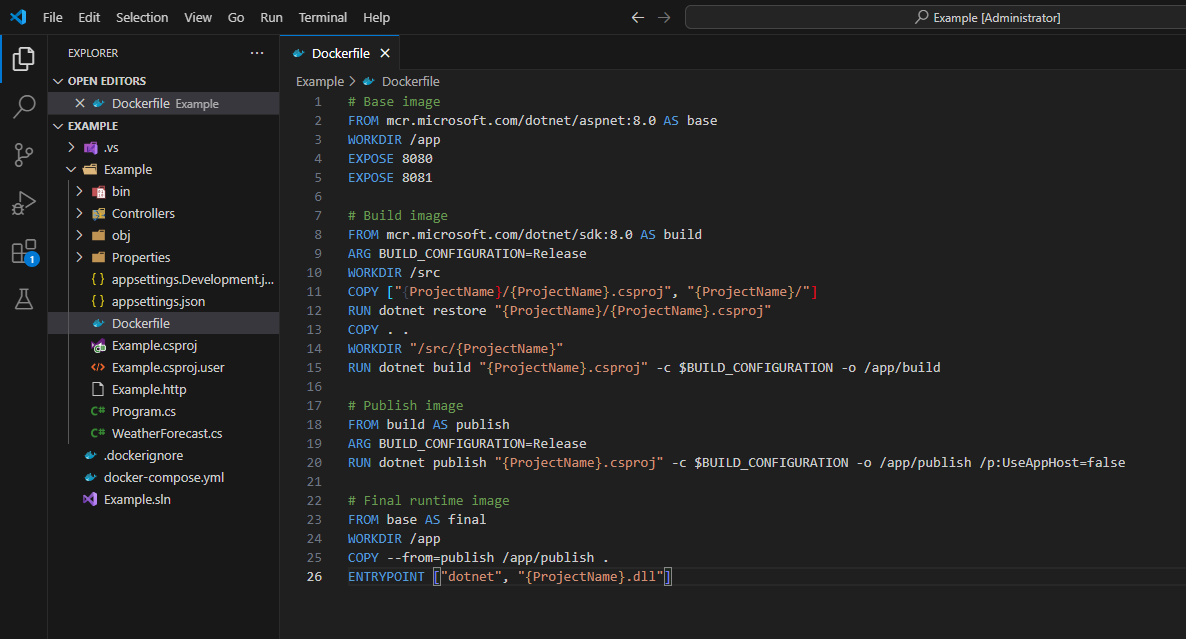 File Edit Selection View Go Run Terminal Help
Example [Administrator]
EXPLORER
OPEN EDITORS
Dockerfile Example
EXAMPLE
.vs
Example
bin
Controllers
obj
Properties
appsettings.Development.j...
appsettings.json
Dockerfile
Example.csproj
Example.csproj.user
Example.http
C# Program.cs
C# WeatherForecast.cs
.dockerignore
docker-compose.yml
Example.sln
1
Dockerfile
Example > Dockerfile
1 # Base image
2 FROM mcr.microsoft.com/dotnet/aspnet:8.0 AS base
3 WORKDIR /app
4 EXPOSE 8080
5 EXPOSE 8081
6
7 # Build image
8 FROM mcr.microsoft.com/dotnet/sdk:8.0 AS build
9 ARG BUILD_CONFIGURATION=Release
10 WORKDIR /src
11 COPY ["{ProjectName}/{ProjectName}.csproj", "{ProjectName}/"]
12 RUN dotnet restore "{ProjectName}/{ProjectName}.csproj"
13 COPY . .
14 WORKDIR "/src/{ProjectName}"
15 RUN dotnet build "{ProjectName}.csproj" -c $BUILD_CONFIGURATION -o /app/build
16
17 # Publish image
18 FROM build AS publish
19 ARG BUILD_CONFIGURATION=Release
20 RUN dotnet publish "{ProjectName}.csproj" -c $BUILD_CONFIGURATION -o /app/publish /p:UseAppHost=false
21
22 # Final runtime image
23 FROM base AS final
24 WORKDIR /app
25 COPY --from=publish /app/publish .
26 ENTRYPOINT ["dotnet", "{ProjectName}.dll"]